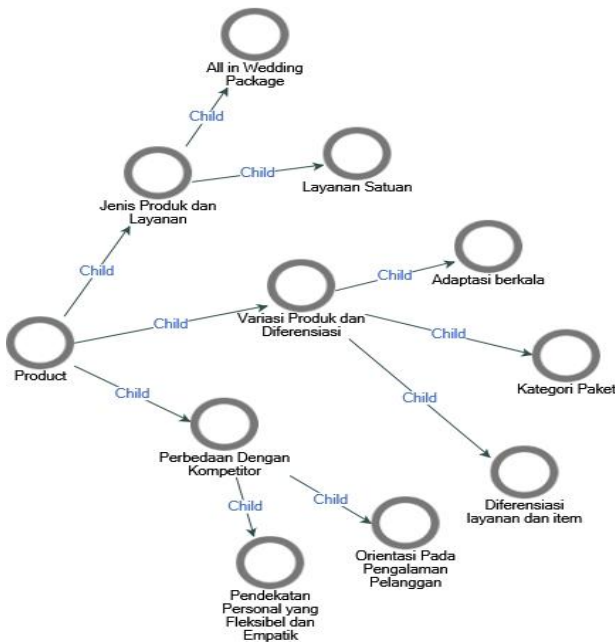 All in Wedding
Package
Child
Child
Layanan Satuan
Jenis Produk dan
Layanan
Child
Child
Adaptasi berkala
Child
Variasi Produk dan
Diferensiasi
Child
Kategori Paket
Product
Child
Child
Perbedaan Dengan
Kompetitor
Child
Child
Diferensiasi
layanan dan item
Orientasi Pada
Pengalaman
Pelanggan
Pendekatan
Personal yang
Fleksibel dan
Empatik